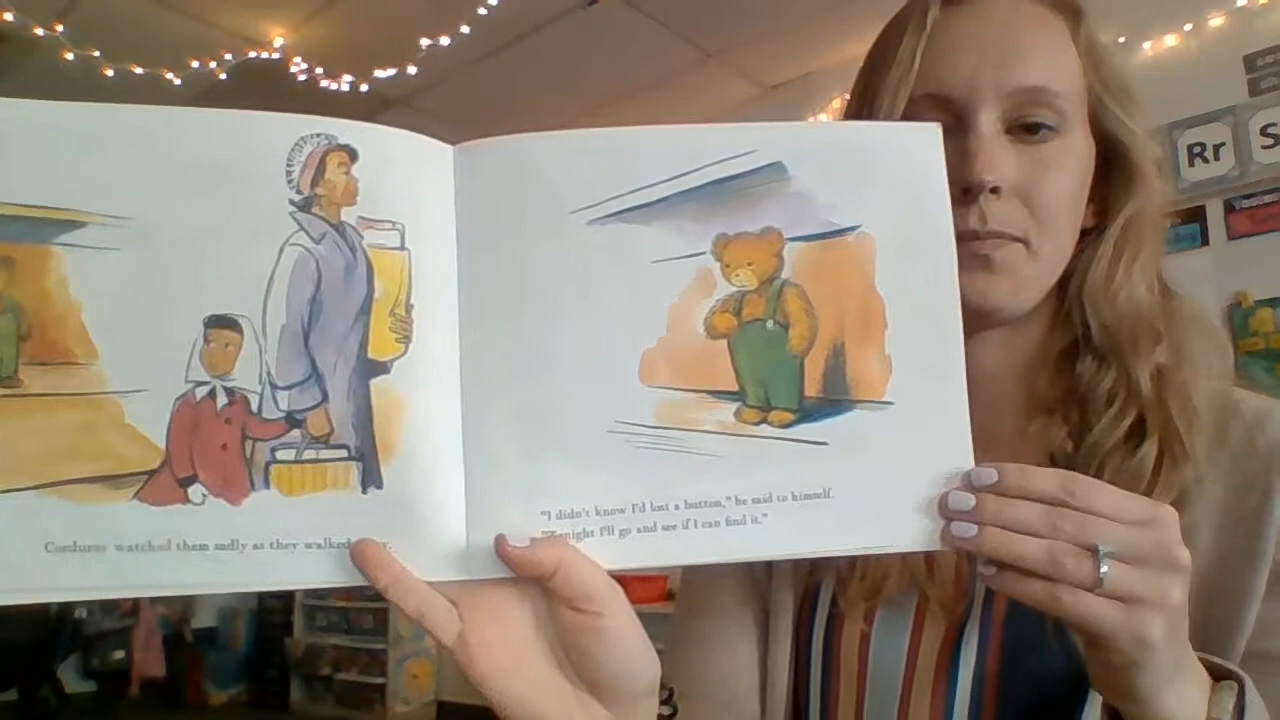 Rr
S
Corduroy watched them sadly as they walked
"I didn't know I'd lost a button," he said to himself.
"Tonight I'll go and see if I can find it."